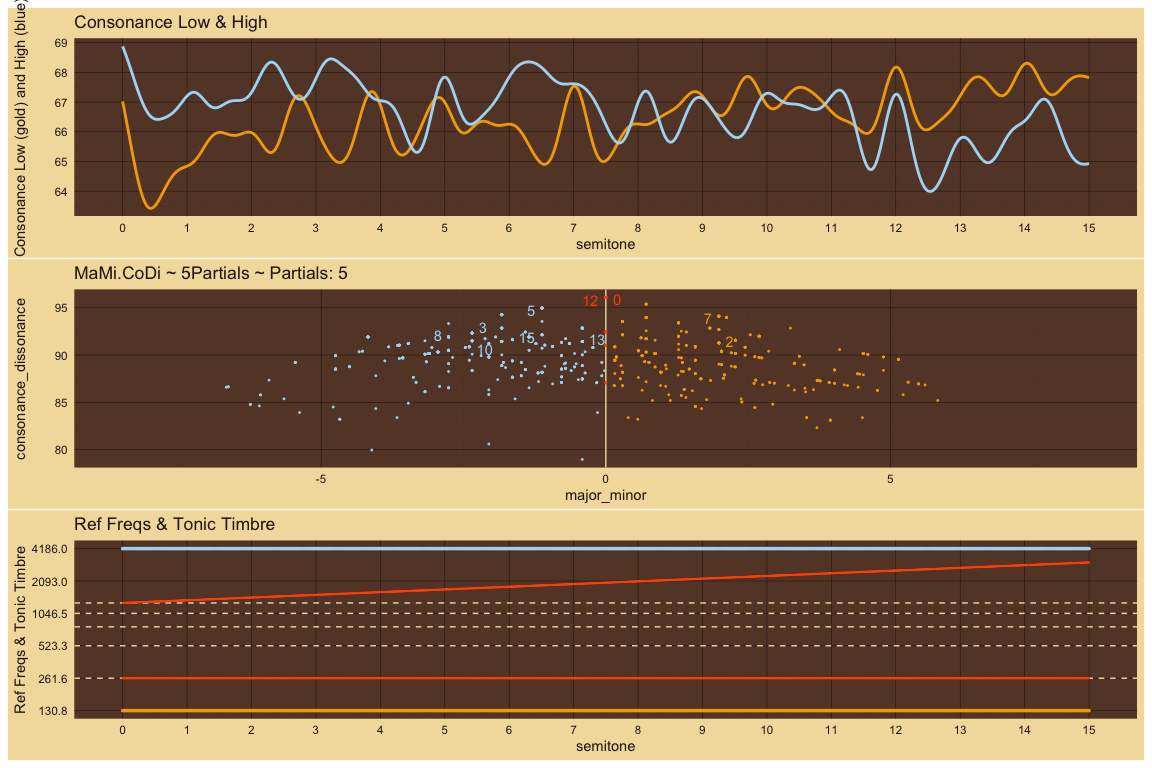 Consonance Low & High
Consonance Low (gold) and High (blue)
69
68
67
66
65
64
0 1 2 3 4 5 6 7 8 9 10 11 12 13 14 15
semitone
MaMi.CoDi ~ 5Partials ~ Partials: 5
consonance_dissonance
95
90
85
80
12 0
5
7
3
8
15
13
2
10
-5 0 5
major_minor
Ref Freqs & Tonic Timbre
Ref Freqs & Tonic Timbre
4186.0
2093.0
1046.5
523.3
261.6
130.8
0 1 2 3 4 5 6 7 8 9 10 11 12 13 14 15
semitone